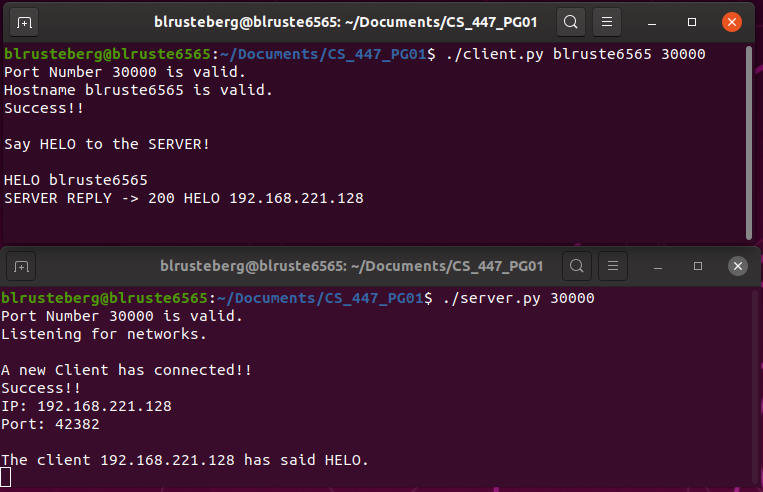 blrusteberg@blruste6565: ~/Documents/CS_447_PG01
blrusteberg@blruste6565:~/Documents/CS_447_PG01$ ./client.py blruste6565 30000
Port Number 30000 is valid.
Hostname blruste6565 is valid.
Success!!
Say HELO to the SERVER!
HELO blruste6565
SERVER REPLY -> 200 HELO 192.168.221.128
blrusteberg@blruste6565: ~/Documents/CS_447_PG01
blrusteberg@blruste6565:~/Documents/CS_447_PG01$ ./server.py 30000
Port Number 30000 is valid.
Listening for networks.
A new Client has connected!!
Success!!
IP: 192.168.221.128
Port: 42382
The client 192.168.221.128 has said HELO.